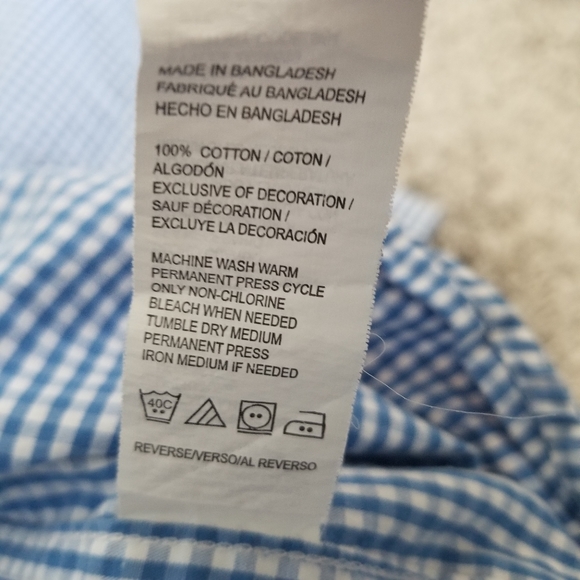 MADE IN BANGLADESH
FABRIQUÉ AU BANGLADESH
HECHO EN BANGLADESH
100% COTTON / COTON /
ALGODÓN
EXCLUSIVE OF DECORATION /
SAUF DÉCORATION /
EXCLUYE LA DECORACIÓN
MACHINE WASH WARM
PERMANENT PRESS CYCLE
ONLY NON-CHLORINE
BLEACH WHEN NEEDED
TUMBLE DRY MEDIUM
PERMANENT PRESS
IRON MEDIUM IF NEEDED
40C
REVERSE/VERSO/AL REVERSO